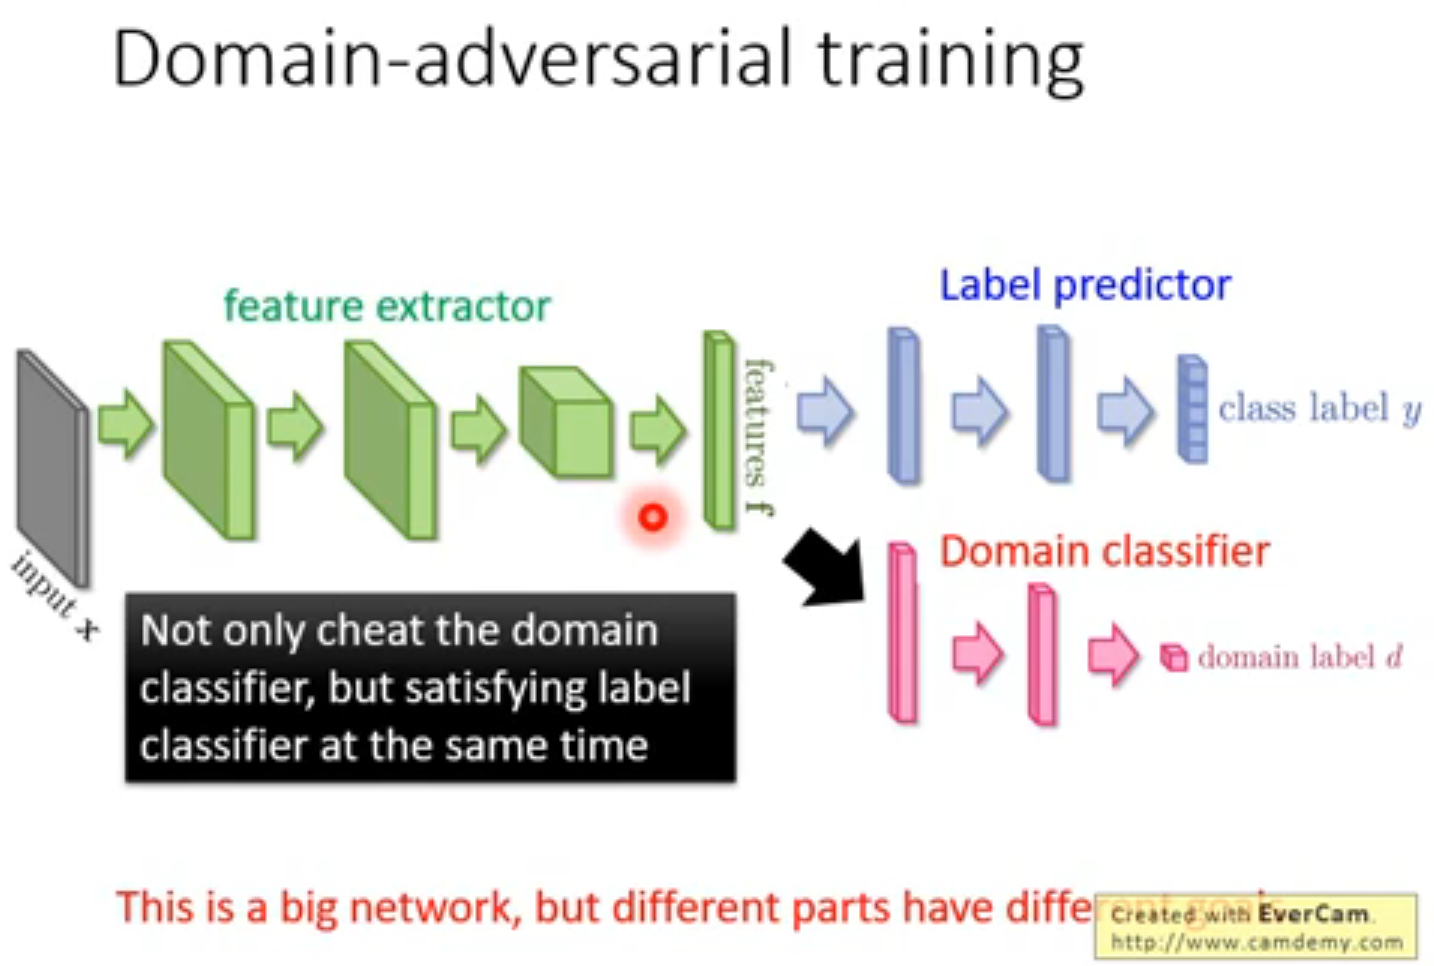 Domain-adversarial training
feature extractor
Label predictor
input x
features f
class label y
Domain classifier
domain label d
Not only cheat the domain
classifier, but satisfying label
classifier at the same time
This is a big network, but different parts have different goals
Created with EverCam.
http://www.camdemy.com